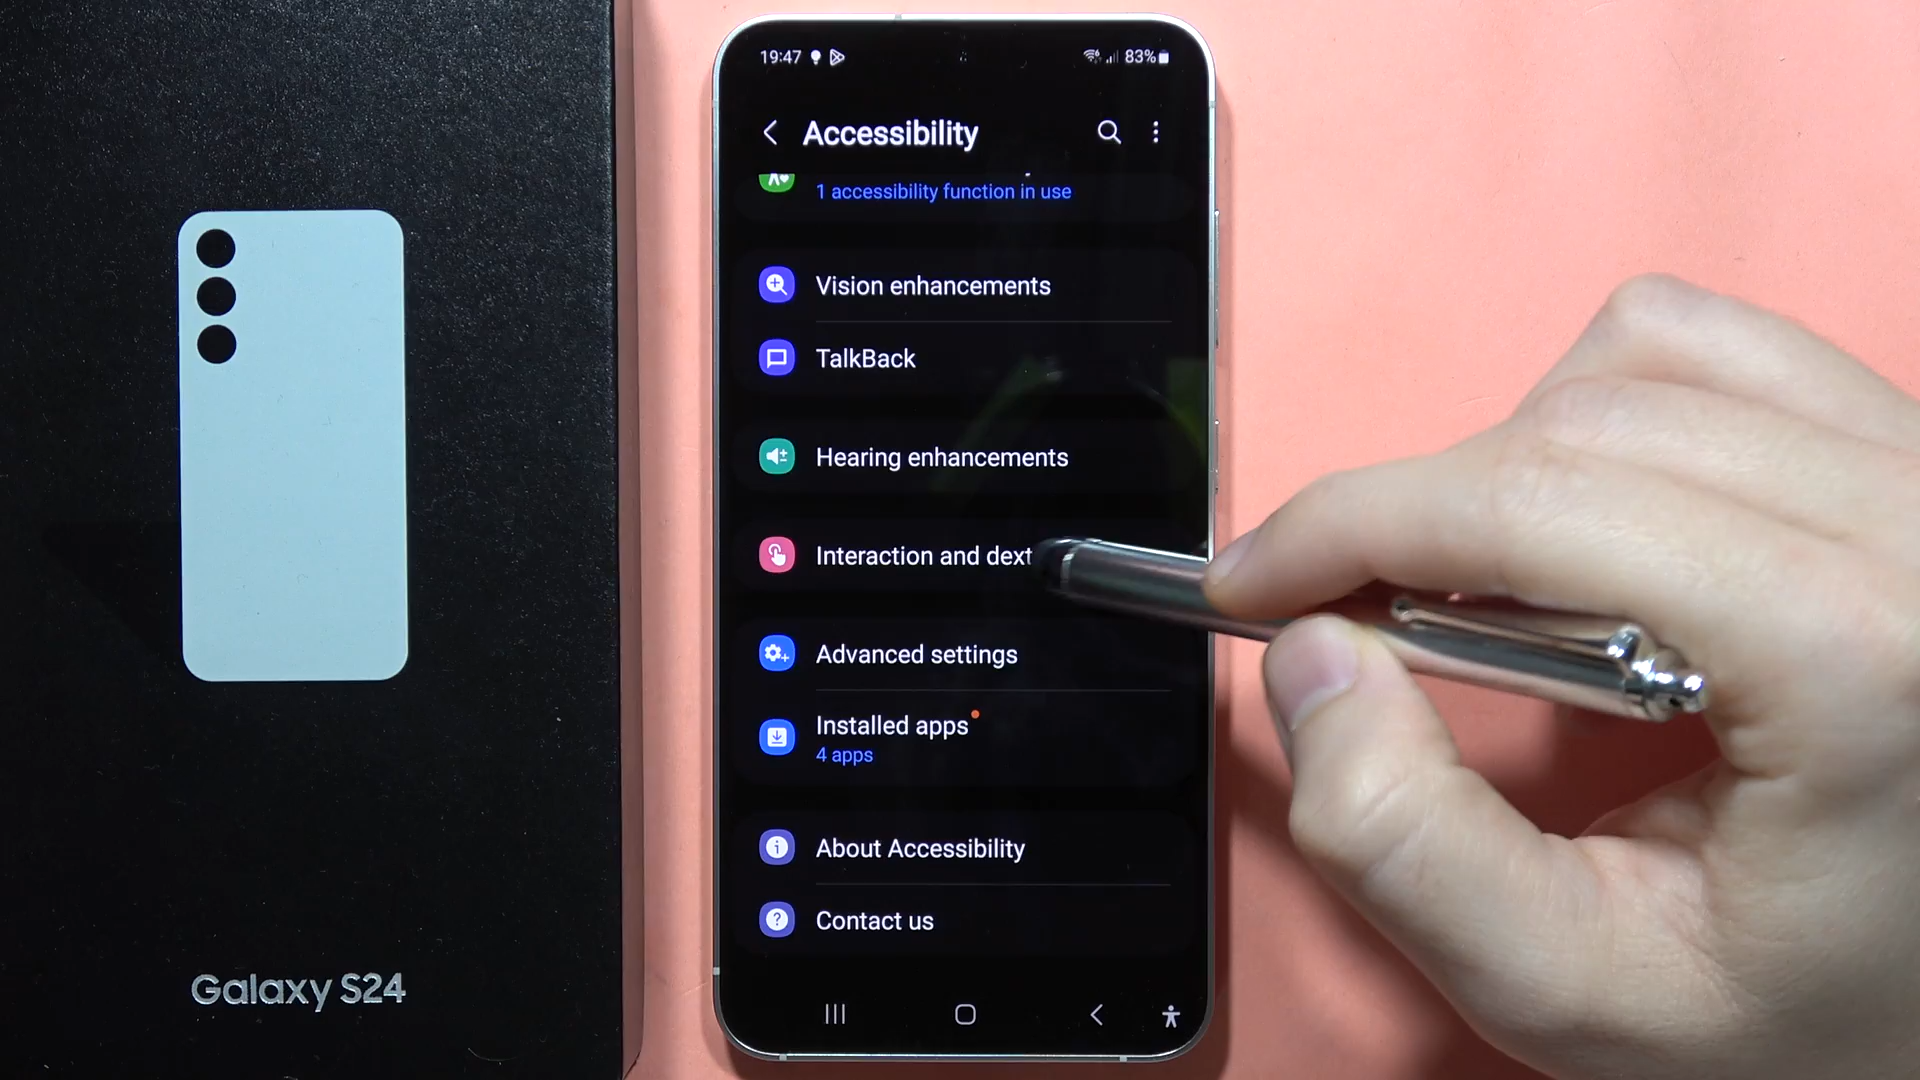 19:47
83%
Accessibility
1 accessibility function in use
Vision enhancements
TalkBack
Hearing enhancements
Interaction and dext
Advanced settings
Installed apps
4 apps
About Accessibility
Contact us
Galaxy S24